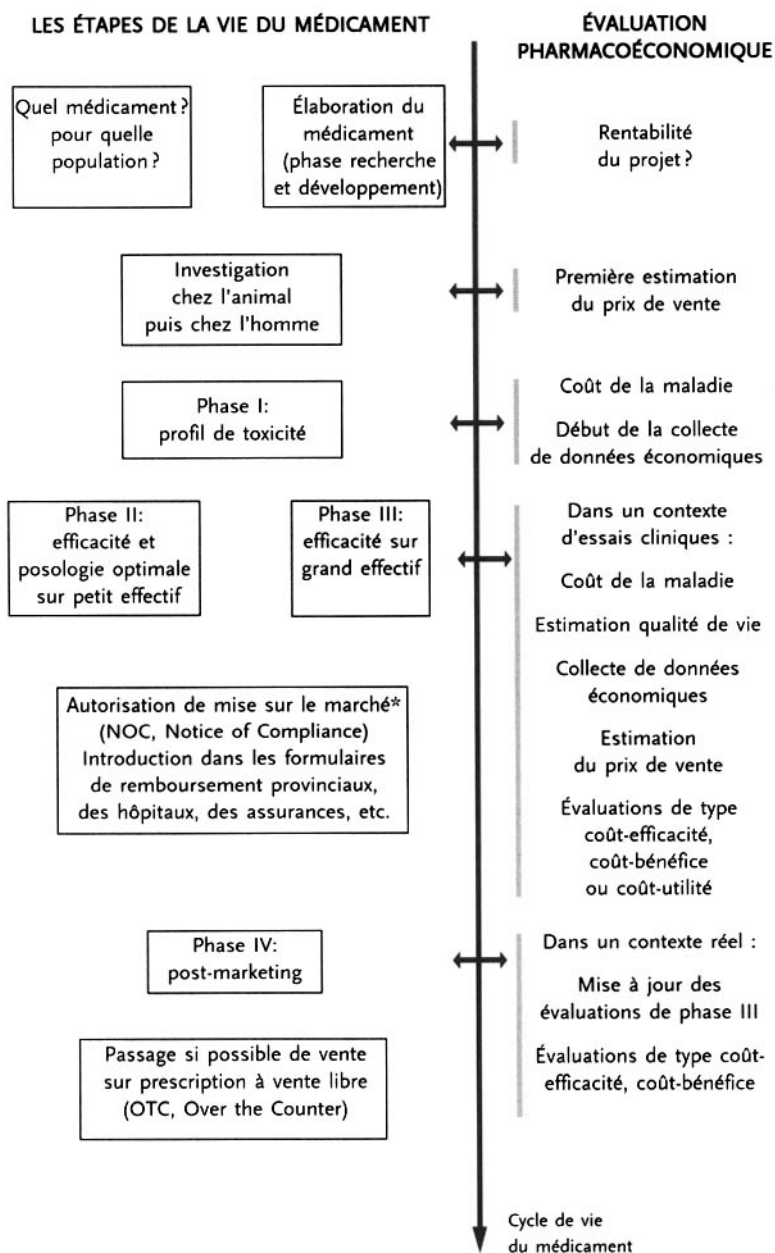 LES ÉTAPES DE LA VIE DU MÉDICAMENT
ÉVALUATION
PHARMACOÉCONOMIQUE
Quel médicament ?
pour quelle
population ?
Élaboration du
médicament
(phase recherche
et développement)
Rentabilité
du projet ?
Investigation
chez l'animal
puis chez l'homme
Première estimation
du prix de vente
Phase I:
profil de toxicité
Coût de la maladie
Début de la collecte
de données économiques
Phase II:
efficacité et
posologie optimale
sur petit effectif
Phase III:
efficacité sur
grand effectif
Dans un contexte
d'essais cliniques :
Coût de la maladie
Estimation qualité de vie
Collecte de données
économiques
Estimation
du prix de vente
Évaluations de type
coût-efficacité,
coût-bénéfice
ou coût-utilité
Autorisation de mise sur le marché*
(NOC, Notice of Compliance)
Introduction dans les formulaires
de remboursement provinciaux,
des hôpitaux, des assurances, etc.
Phase IV:
post-marketing
Dans un contexte réel :
Mise à jour des
évaluations de phase III
Évaluations de type coût-
efficacité, coût-bénéfice
Passage si possible de vente
sur prescription à vente libre
(OTC, Over the Counter)
Cycle de vie
du médicament